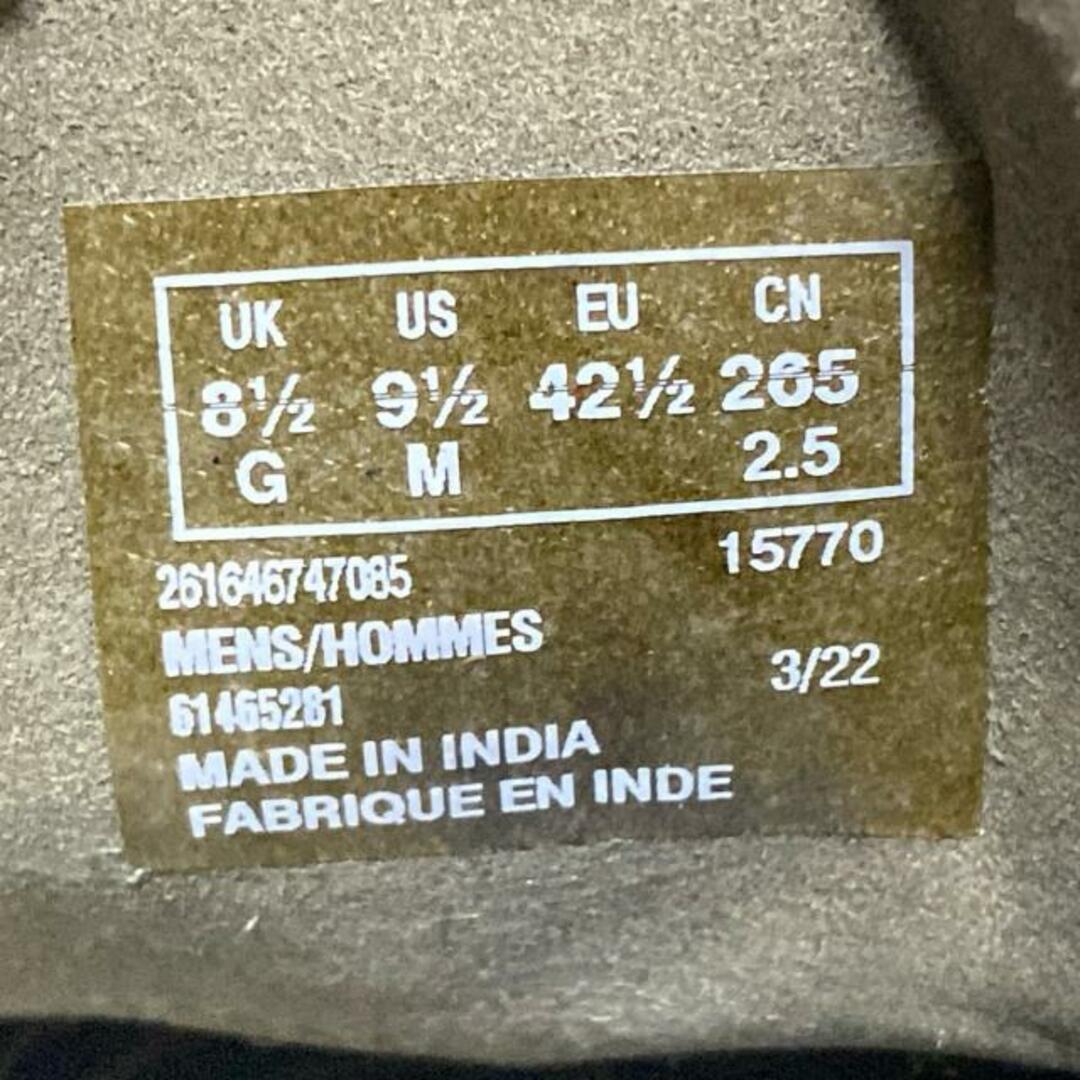 UK US EU CN
8½ 9½ 42½ 265
G M 2.5
261646747085 15770
MENS/HOMMES
61465281 3/22
MADE IN INDIA
FABRIQUE EN INDE